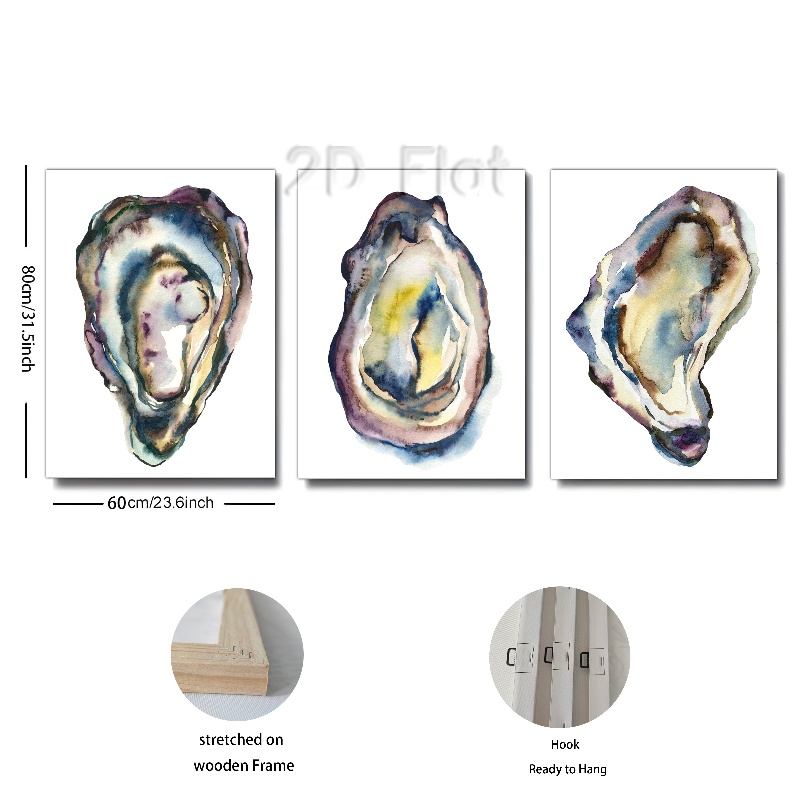 2D Flat
80cm/31.5inch
60cm/23.6inch
stretched on
wooden Frame
Hook
Ready to Hang